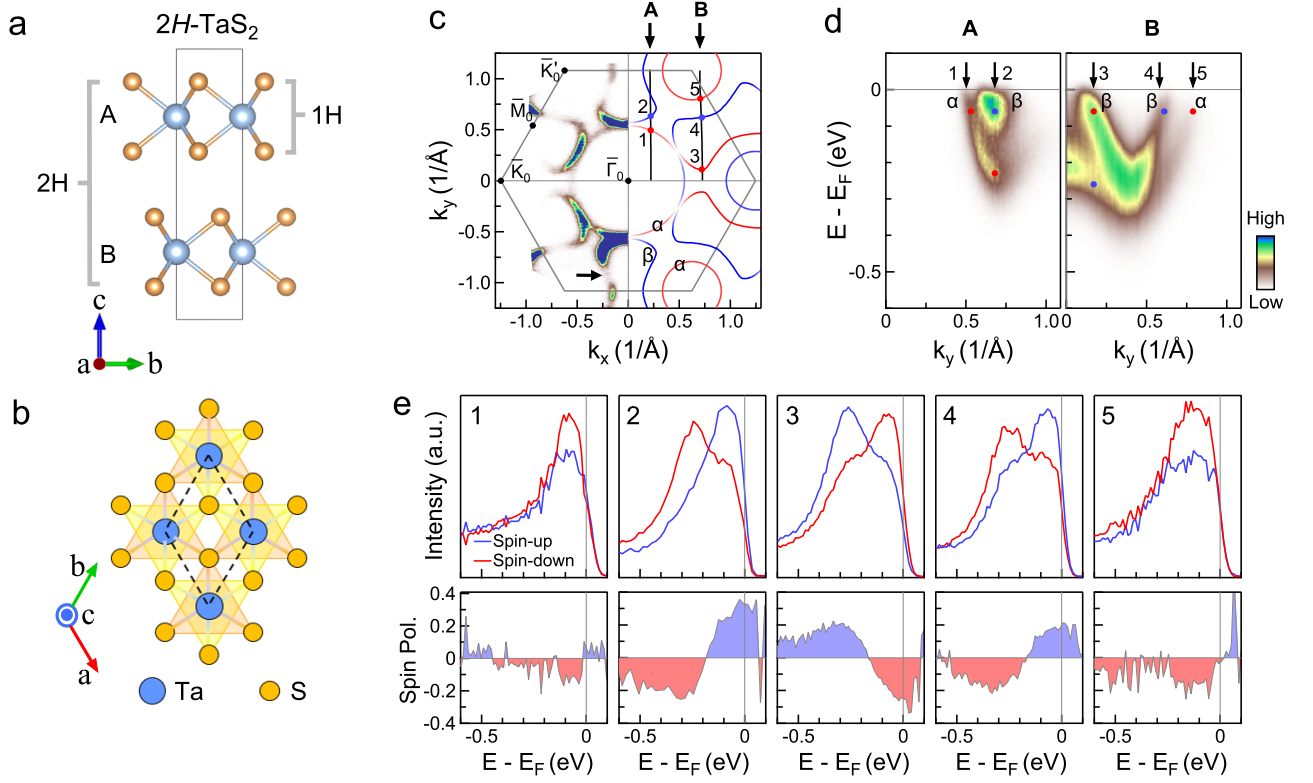 a
2H-TaS2
A
1H
2H
B
c
a
b
b
b
c
a
Ta
S
c
A
B
1.0
0.5
0
-0.5
-1.0
ky (1/Å)
K̅'0
M̅0
K̅0
Γ̅0
2
1
5
4
3
α
β
α
-1.0
-0.5
0
0.5
1.0
kx (1/Å)
d
A
B
1
2
3
4
5
α
β
β
β
α
0
-0.5
E - EF (eV)
0
0.5
1.0
0.5
1.0
ky (1/Å)
ky (1/Å)
High
Low
e
1
2
3
4
5
Intensity (a.u.)
Spin-up
Spin-down
0.4
0.2
0
-0.2
-0.4
Spin Pol.
-0.5
0
-0.5
0
-0.5
0
-0.5
0
-0.5
0
E - EF (eV)
E - EF (eV)
E - EF (eV)
E - EF (eV)
E - EF (eV)